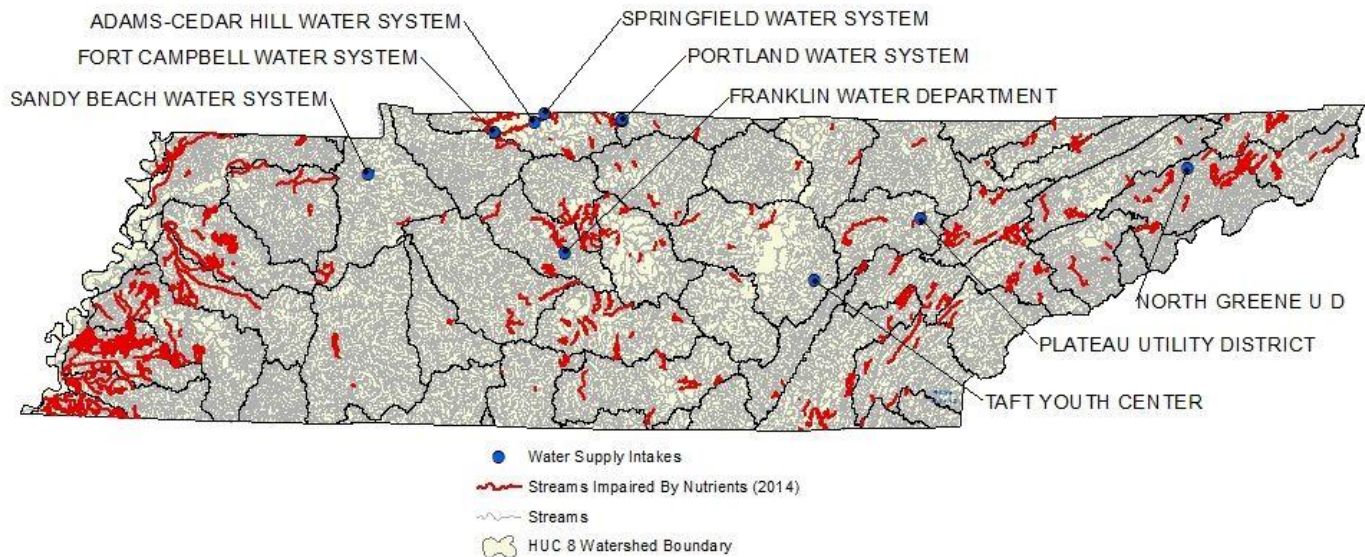 ADAMS-CEDAR HILL WATER SYSTEM
SPRINGFIELD WATER SYSTEM
FORT CAMPBELL WATER SYSTEM
PORTLAND WATER SYSTEM
SANDY BEACH WATER SYSTEM
FRANKLIN WATER DEPARTMENT
NORTH GREENE U D
PLATEAU UTILITY DISTRICT
TAFT YOUTH CENTER
Water Supply Intakes
Streams Impaired By Nutrients (2014)
Streams
HUC 8 Watershed Boundary